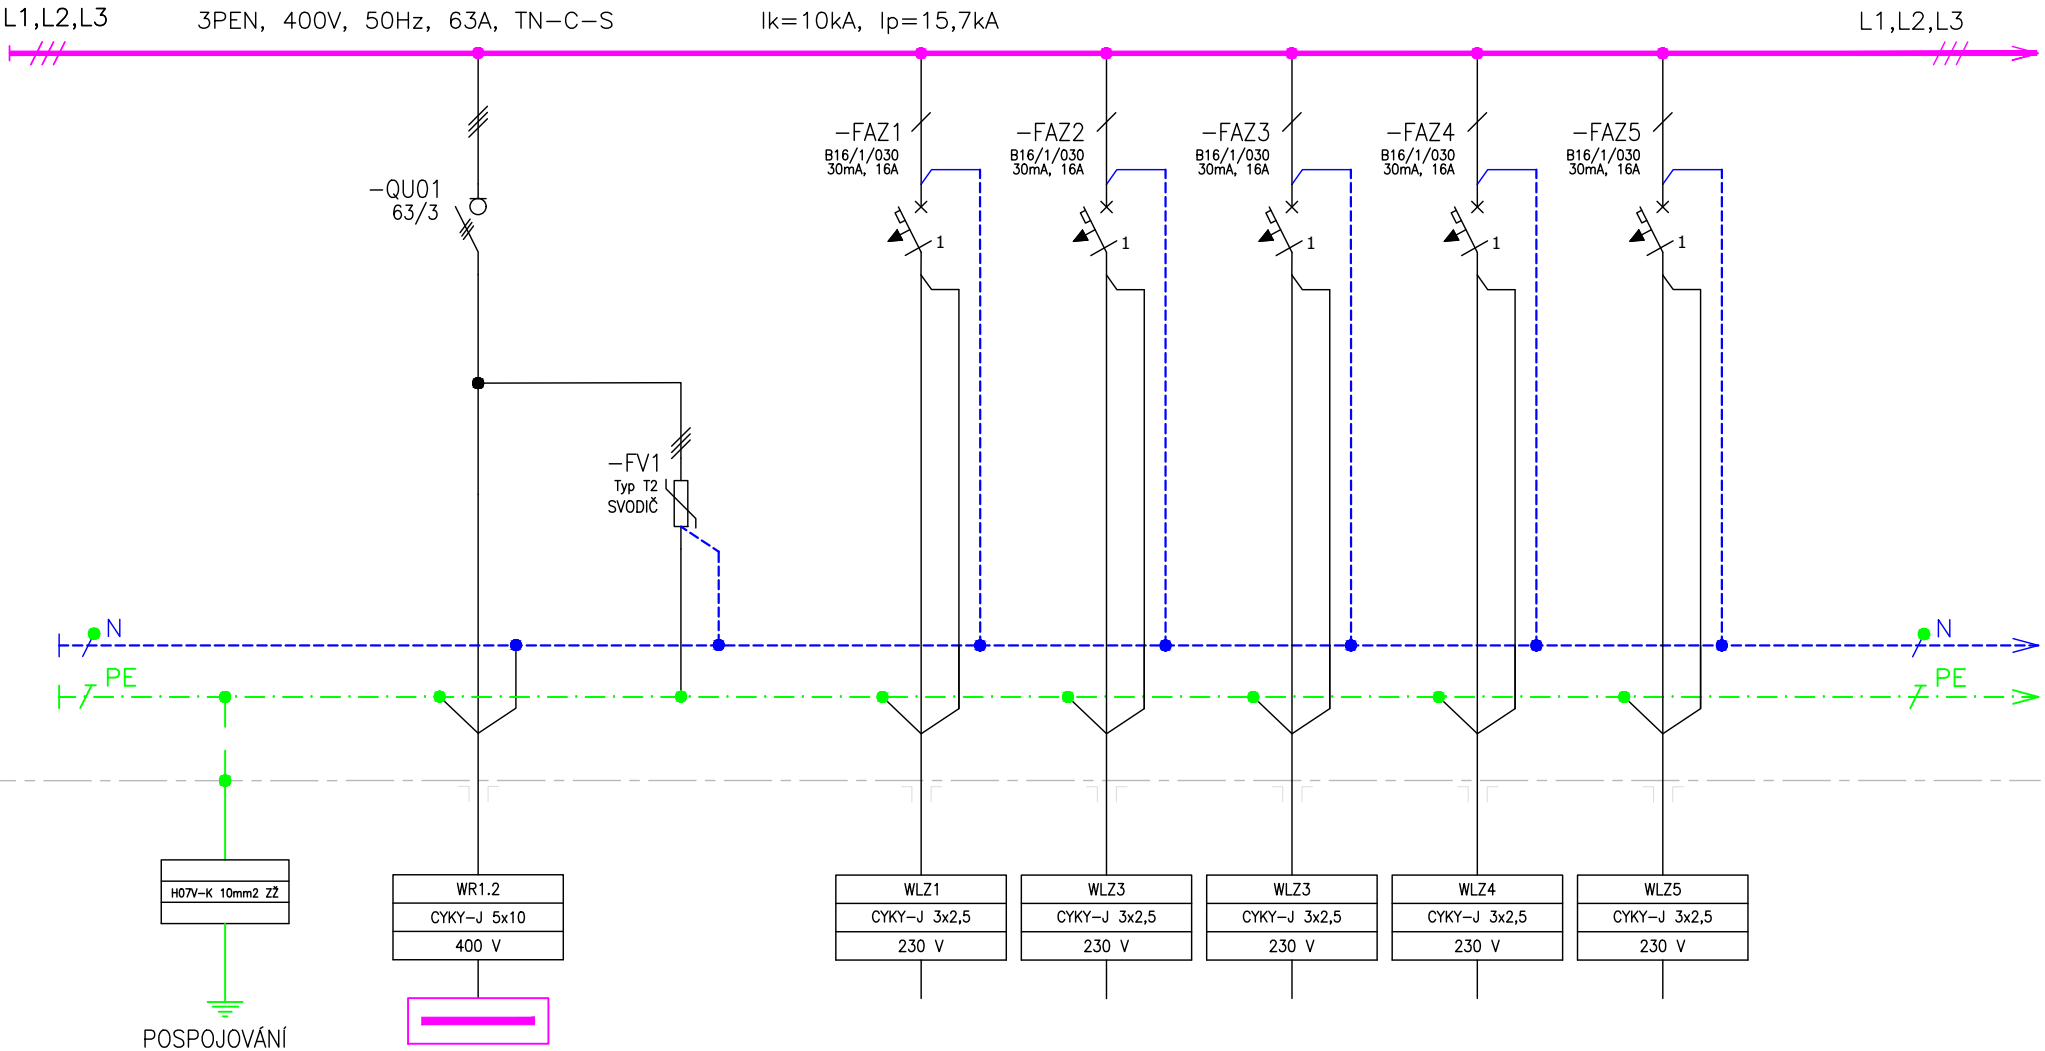 L1,L2,L3
3PEN, 400V, 50Hz, 63A, TN-C-S
Ik=10kA, Ip=15,7kA
L1,L2,L3
-QU01
63/3
-FAZ1
B16/1/030
30mA, 16A
1
-FAZ2
B16/1/030
30mA, 16A
1
-FAZ3
B16/1/030
30mA, 16A
1
-FAZ4
B16/1/030
30mA, 16A
1
-FAZ5
B16/1/030
30mA, 16A
1
-FV1
Typ T2
SVODIČ
N
N
PE
PE
H07V-K 10mm2 ZŽ
POSPOJOVÁNÍ
WR1.2
CYKY-J 5x10
400 V
WLZ1
CYKY-J 3x2,5
230 V
WLZ3
CYKY-J 3x2,5
230 V
WLZ3
CYKY-J 3x2,5
230 V
WLZ4
CYKY-J 3x2,5
230 V
WLZ5
CYKY-J 3x2,5
230 V